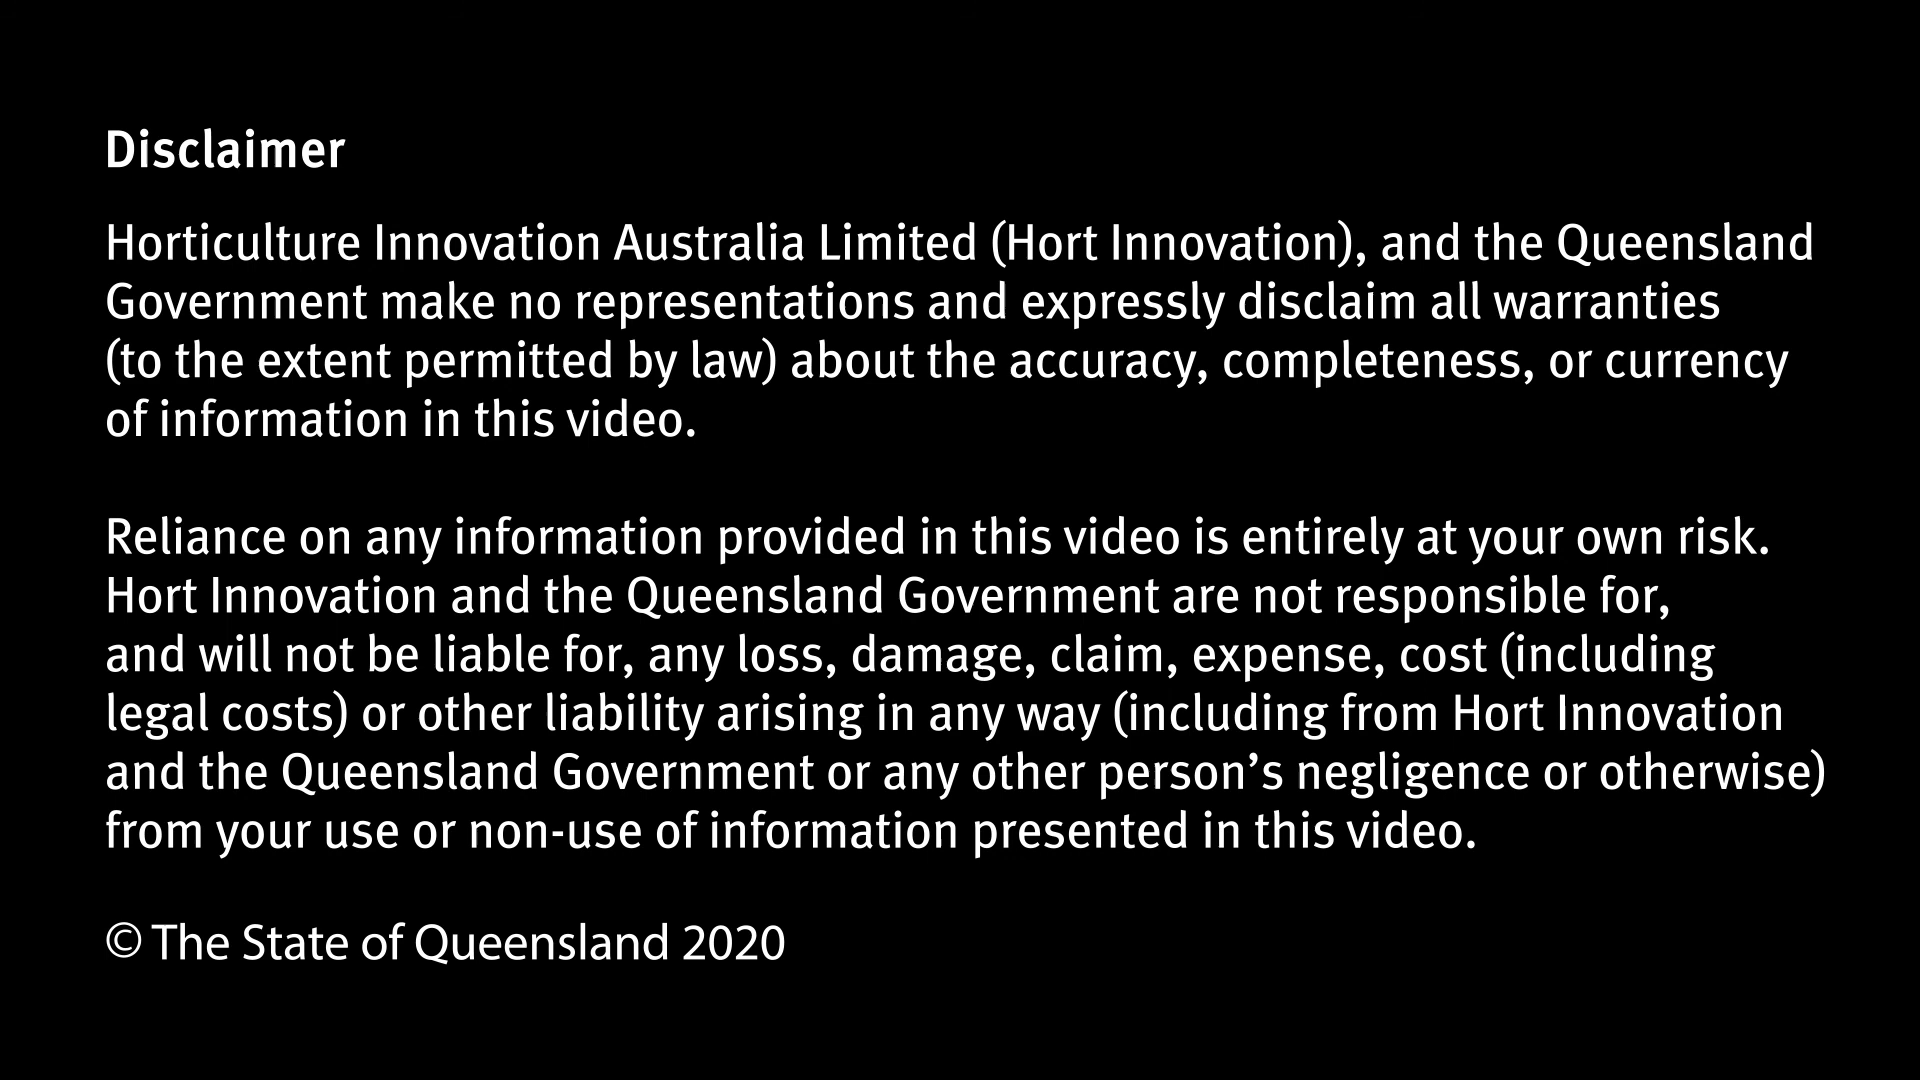 Disclaimer
Horticulture Innovation Australia Limited (Hort Innovation), and the Queensland
Government make no representations and expressly disclaim all warranties
(to the extent permitted by law) about the accuracy, completeness, or currency
of information in this video.
Reliance on any information provided in this video is entirely at your own risk.
Hort Innovation and the Queensland Government are not responsible for,
and will not be liable for, any loss, damage, claim, expense, cost (including
legal costs) or other liability arising in any way (including from Hort Innovation
and the Queensland Government or any other person’s negligence or otherwise)
from your use or non-use of information presented in this video.
© The State of Queensland 2020